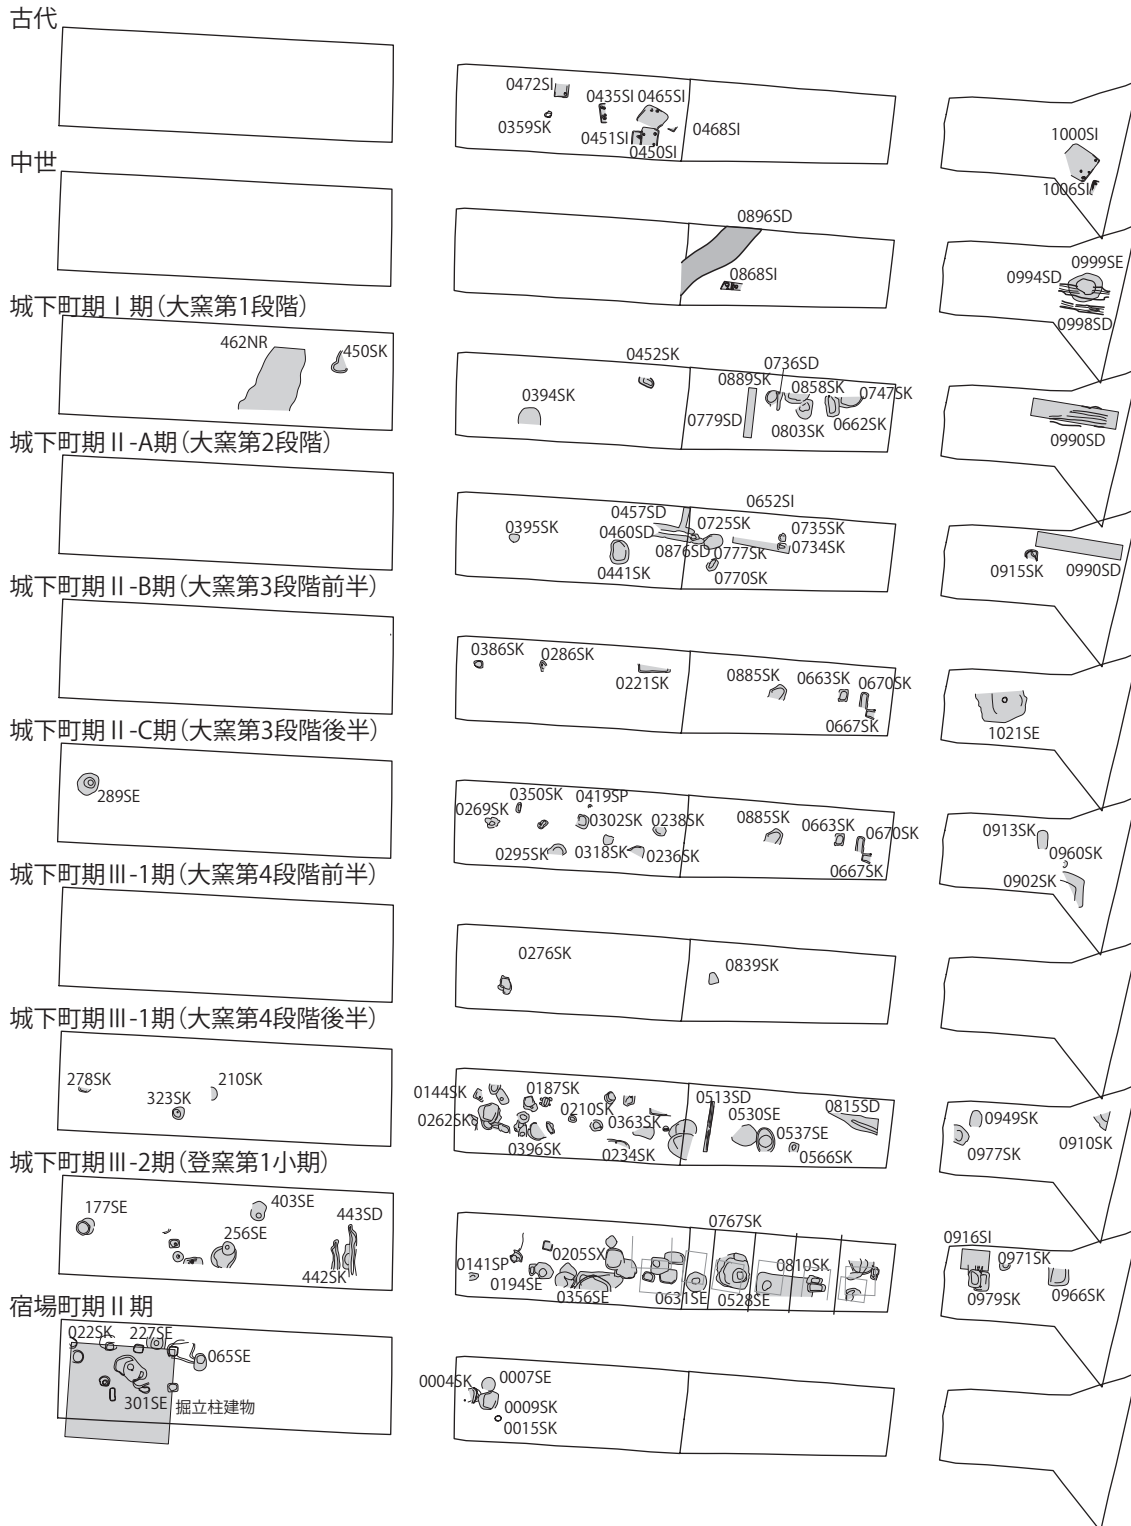 古代
0472SI
0435SI 0465SI
0359SK
0451SI
0468SI
0450SI
1000SI
1006SI
中世
0896SD
0868SI
0999SE
0994SD
0998SD
城下町期Ⅰ期（大窯第1段階）
462NR
450SK
0452SK
0736SD
0889SK
0858SK
0747SK
0394SK
0779SD
0803SK
0662SK
0990SD
城下町期Ⅱ-A期（大窯第2段階）
0652SI
0457SD
0725SK
0735SK
0395SK
0460SD
0876SD
0777SK
0734SK
0441SK
0770SK
0915SK
0990SD
城下町期Ⅱ-B期（大窯第3段階前半）
0386SK
0286SK
0221SK
0885SK
0663SK
0670SK
0667SK
1021SE
城下町期Ⅱ-C期（大窯第3段階後半）
289SE
0350SK
0419SP
0269SK
0302SK
0238SK
0295SK
0318SK
0236SK
0885SK
0663SK
0670SK
0667SK
0913SK
0960SK
0902SK
城下町期Ⅲ-1期（大窯第4段階前半）
0276SK
0839SK
城下町期Ⅲ-1期（大窯第4段階後半）
278SK
210SK
323SK
0144SK
0187SK
0262SK
0210SK
0363SK
0396SK
0234SK
0513SD
0530SE
0815SD
0537SE
0566SK
0949SK
0910SK
0977SK
城下町期Ⅲ-2期（登窯第1小期）
177SE
403SE
443SD
256SE
442SK
0767SK
0141SP
0205SX
0194SE
0356SE
0631SE
0528SE
0810SK
0916SI
0971SK
0979SK
0966SK
宿場町期Ⅱ期
022SK
227SE
065SE
301SE
掘立柱建物
0004SK
0007SE
0009SK
0015SK